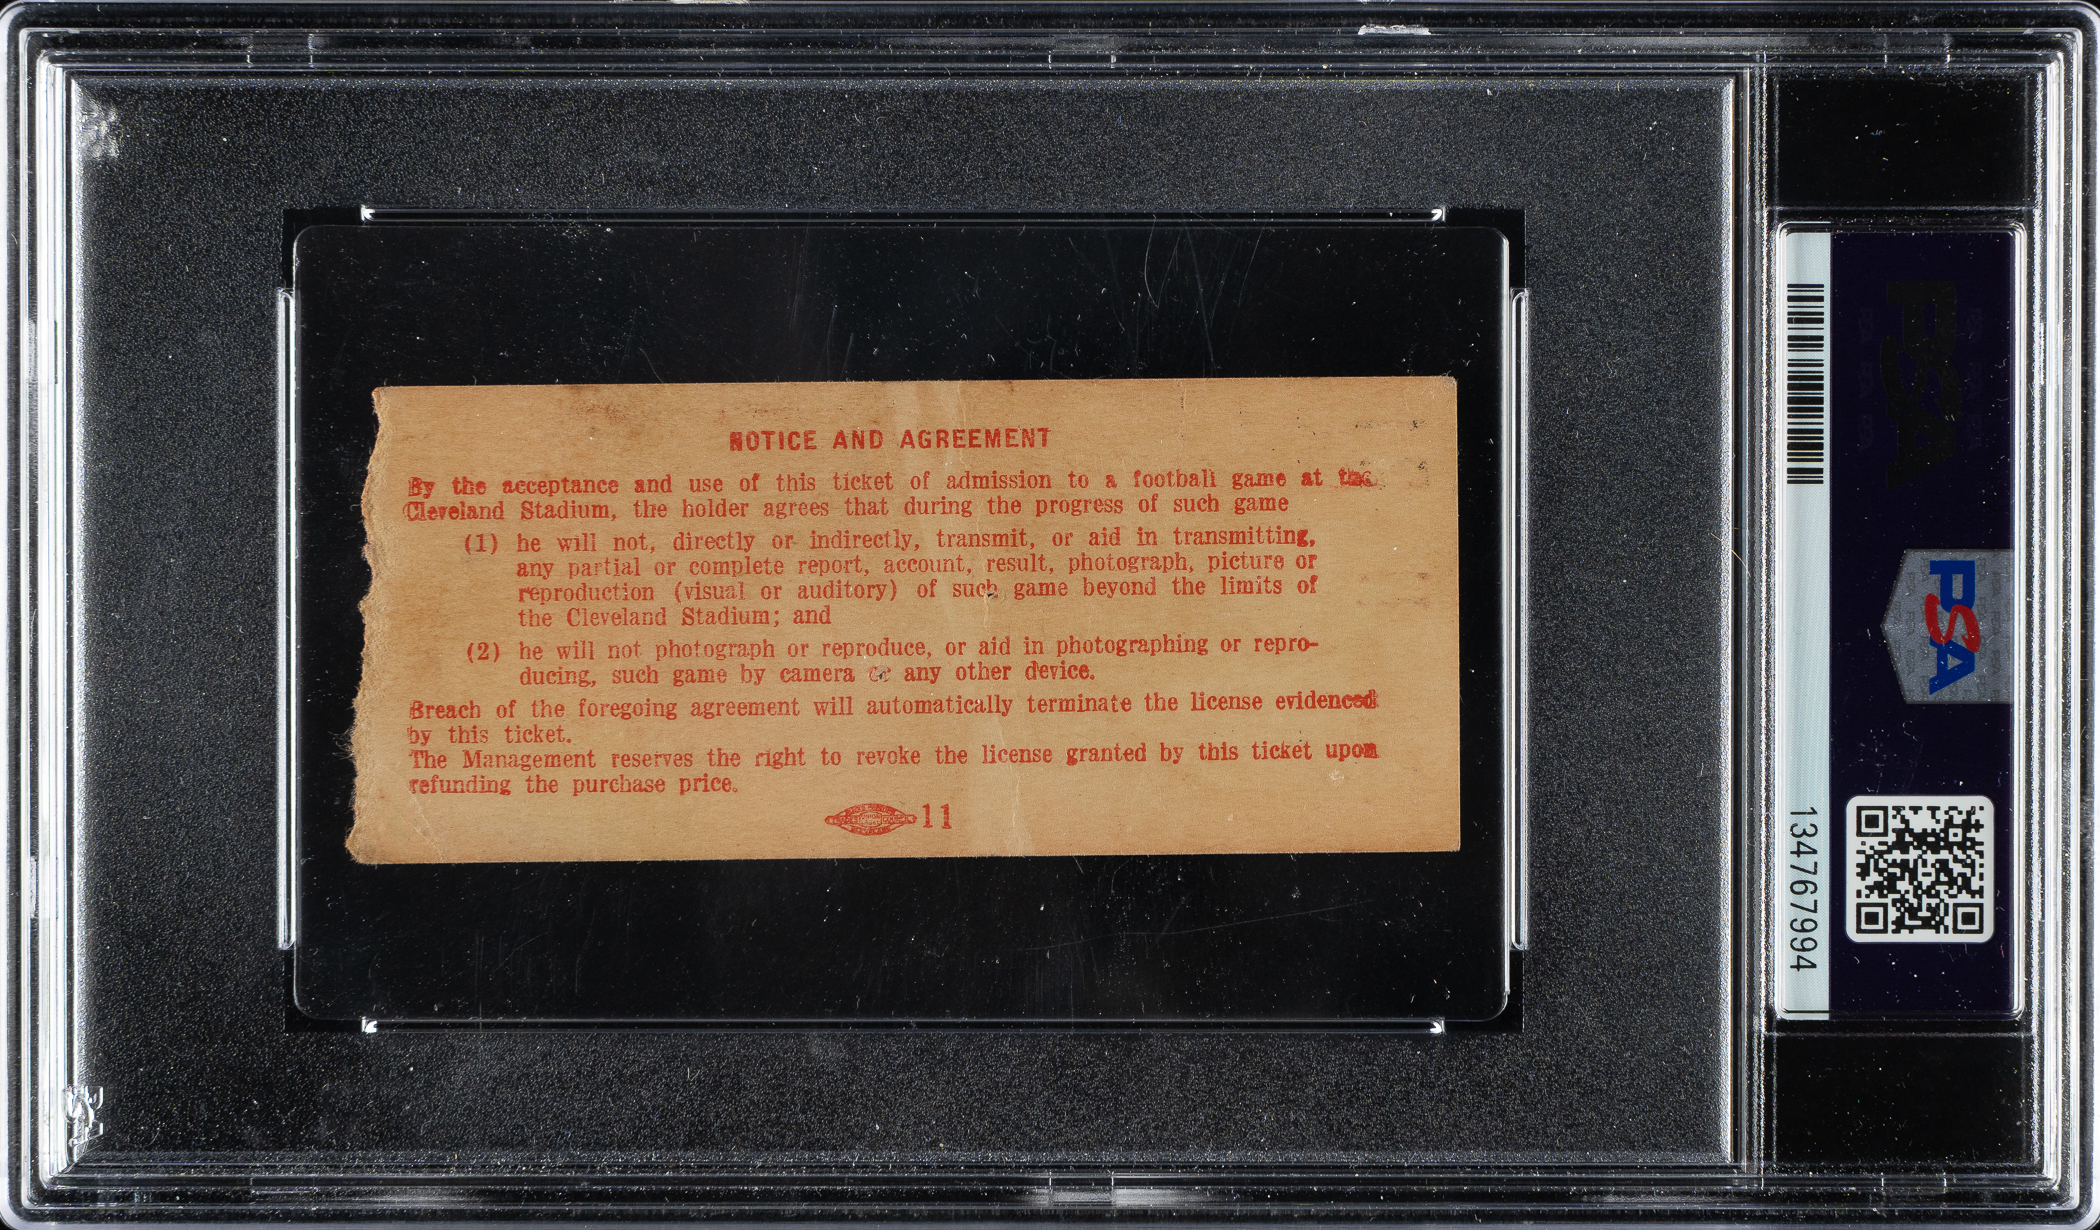 NOTICE AND AGREEMENT
By the acceptance and use of this ticket of admission to a football game at the
Cleveland Stadium, the holder agrees that during the progress of such game
(1) he will not, directly or indirectly, transmit, or aid in transmitting,
any partial or complete report, account, result, photograph, picture or
reproduction (visual or auditory) of such game beyond the limits of
the Cleveland Stadium; and
(2) he will not photograph or reproduce, or aid in photographing or repro-
ducing, such game by camera or any other device.
Breach of the foregoing agreement will automatically terminate the license evidenced
by this ticket.
The Management reserves the right to revoke the license granted by this ticket upon
refunding the purchase price.
11
PSA
PSA
134767994